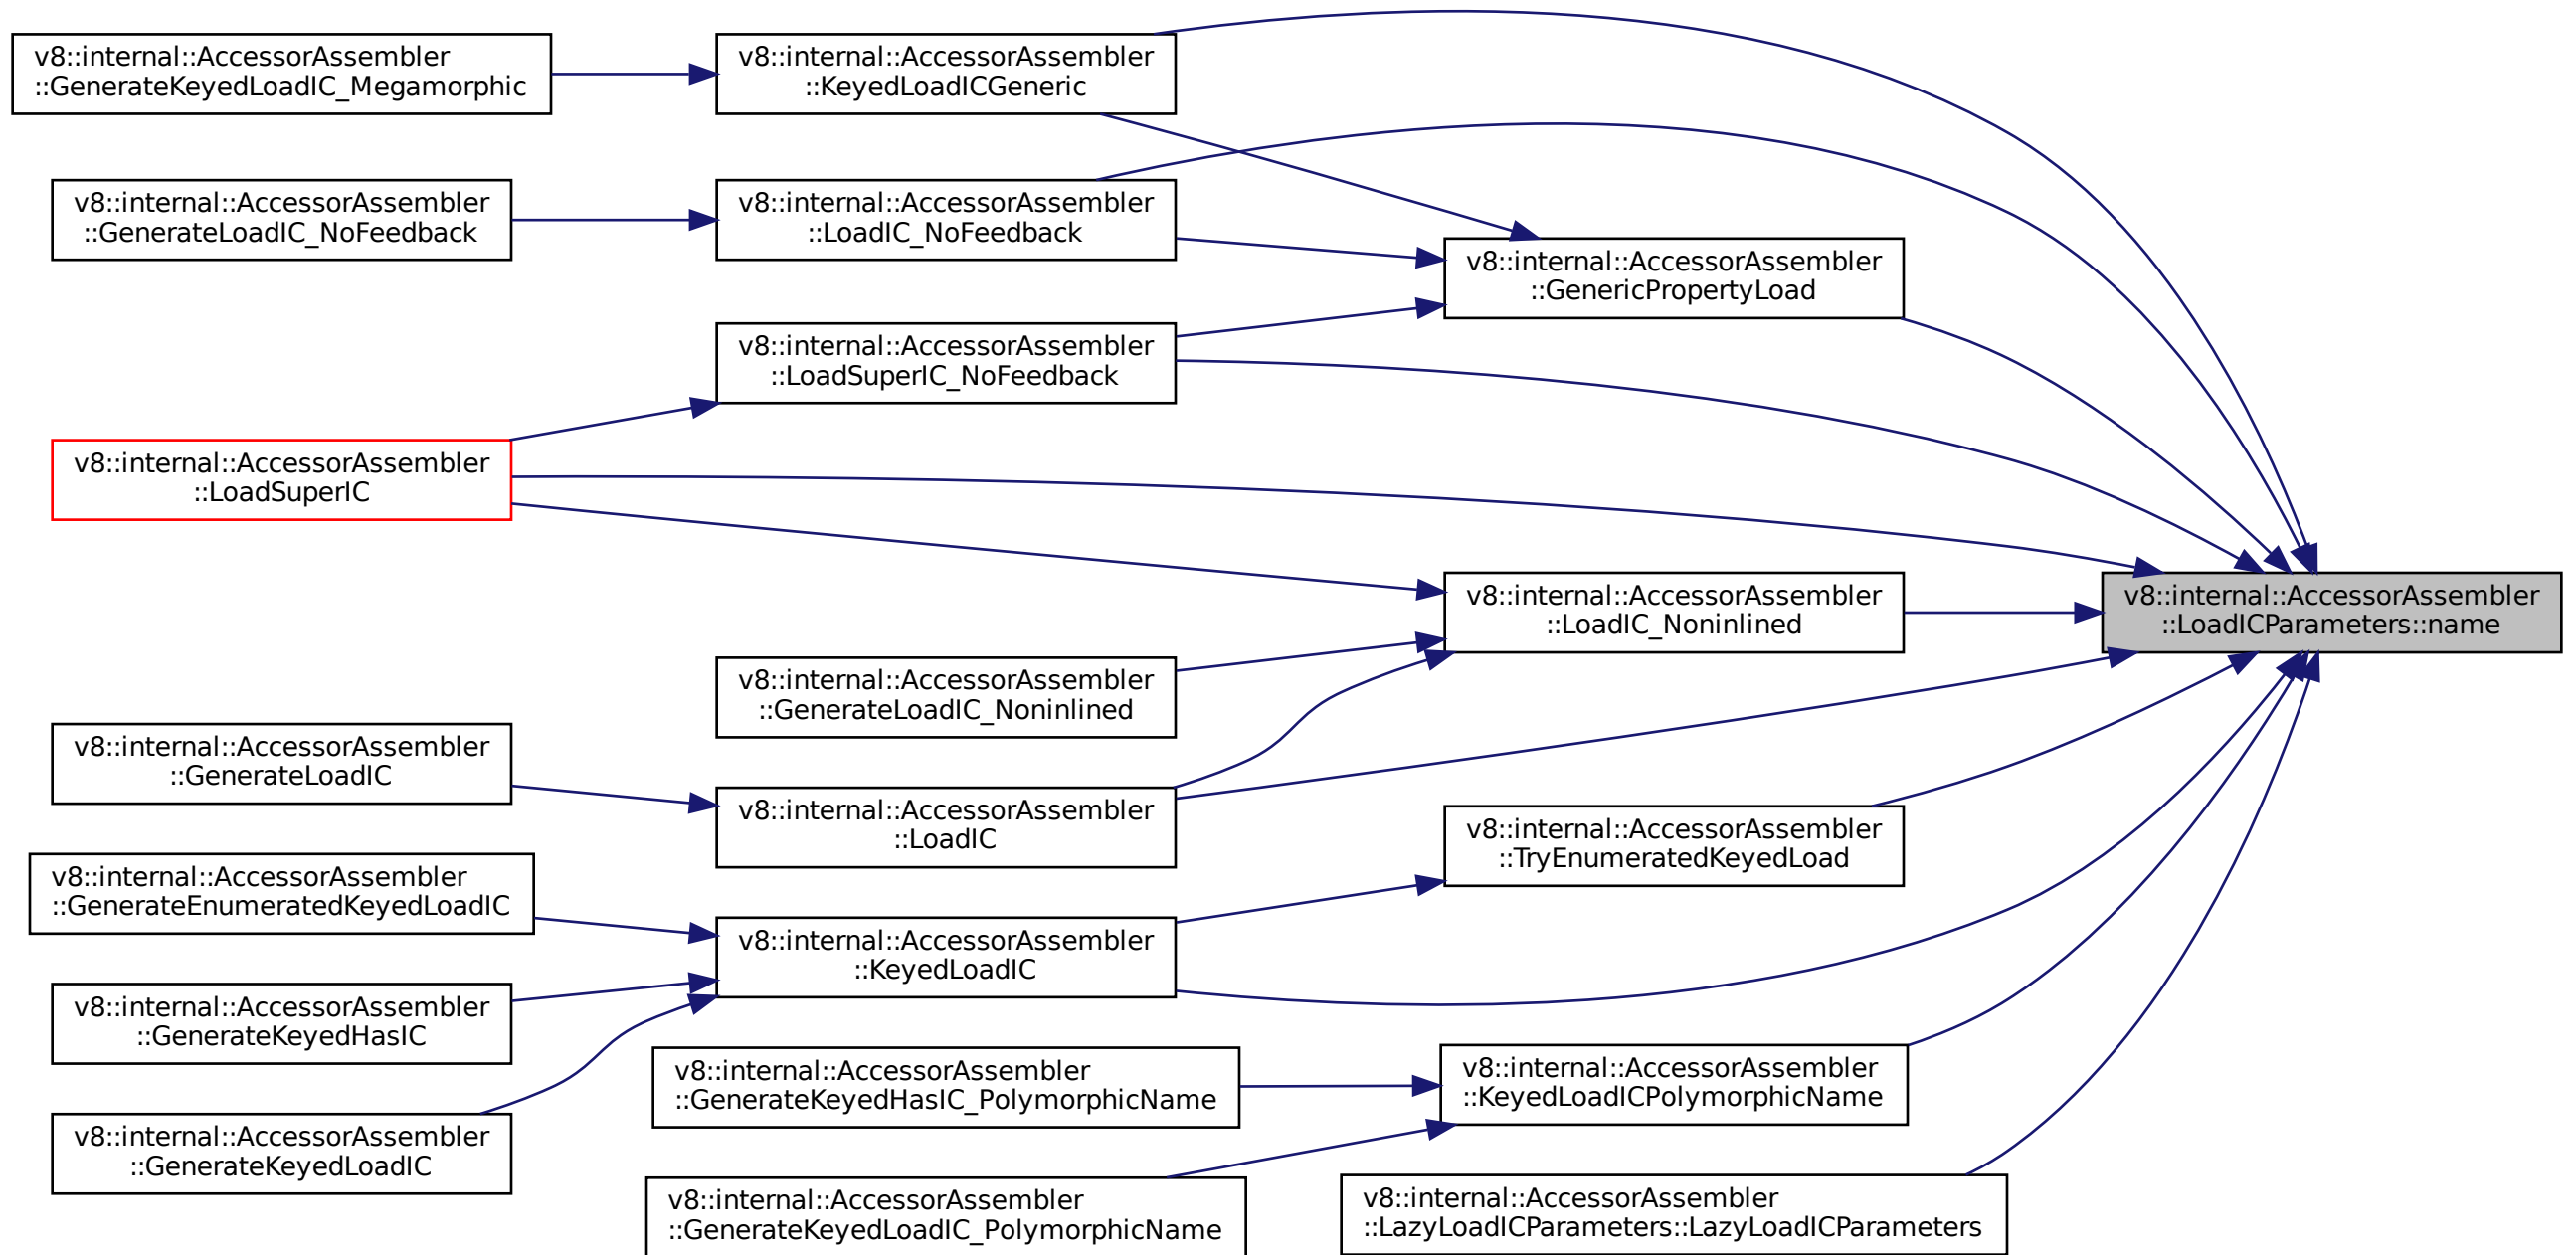 v8::internal::AccessorAssembler
::GenerateKeyedLoadIC_Megamorphic
v8::internal::AccessorAssembler
::KeyedLoadICGeneric
v8::internal::AccessorAssembler
::GenerateLoadIC_NoFeedback
v8::internal::AccessorAssembler
::LoadIC_NoFeedback
v8::internal::AccessorAssembler
::GenericPropertyLoad
v8::internal::AccessorAssembler
::LoadSuperIC_NoFeedback
v8::internal::AccessorAssembler
::LoadSuperIC
v8::internal::AccessorAssembler
::LoadIC_Noninlined
v8::internal::AccessorAssembler
::LoadICParameters::name
v8::internal::AccessorAssembler
::GenerateLoadIC_Noninlined
v8::internal::AccessorAssembler
::GenerateLoadIC
v8::internal::AccessorAssembler
::LoadIC
v8::internal::AccessorAssembler
::TryEnumeratedKeyedLoad
v8::internal::AccessorAssembler
::GenerateEnumeratedKeyedLoadIC
v8::internal::AccessorAssembler
::KeyedLoadIC
v8::internal::AccessorAssembler
::GenerateKeyedHasIC
v8::internal::AccessorAssembler
::GenerateKeyedHasIC_PolymorphicName
v8::internal::AccessorAssembler
::KeyedLoadICPolymorphicName
v8::internal::AccessorAssembler
::GenerateKeyedLoadIC
v8::internal::AccessorAssembler
::GenerateKeyedLoadIC_PolymorphicName
v8::internal::AccessorAssembler
::LazyLoadICParameters::LazyLoadICParameters